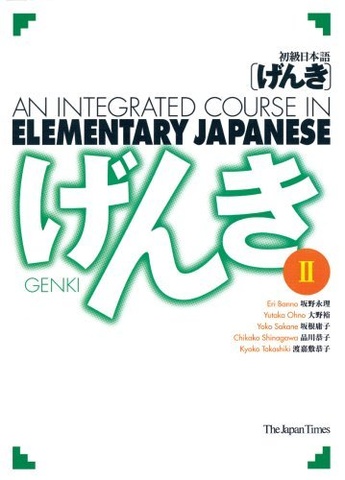 初級日本語
[げんき]
AN INTEGRATED COURSE IN
ELEMENTARY JAPANESE
げんき
GENKI
II
Eri Banno 坂野永理
Yutaka Ohno 大野裕
Yoko Sakane 坂根庸子
Chikako Shinagawa 品川恭子
Kyoko Tokashiki 渡嘉敷恭子
The Japan Times